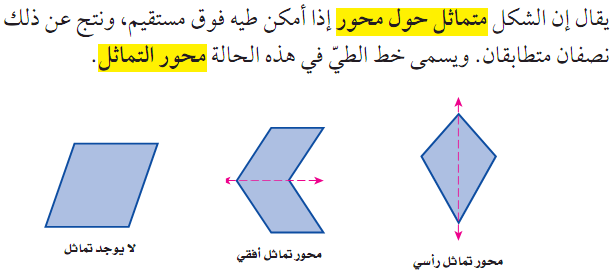 يقال إن الشكل متماثل حول محور إذا أمكن طيه فوق مستقيم، ونتج عن ذلك
نصفان متطابقان. ويسمى خط الطيّ في هذه الحالة محور التماثل.
محور تماثل رأسي
محور تماثل أفقي
لا يوجد تماثل